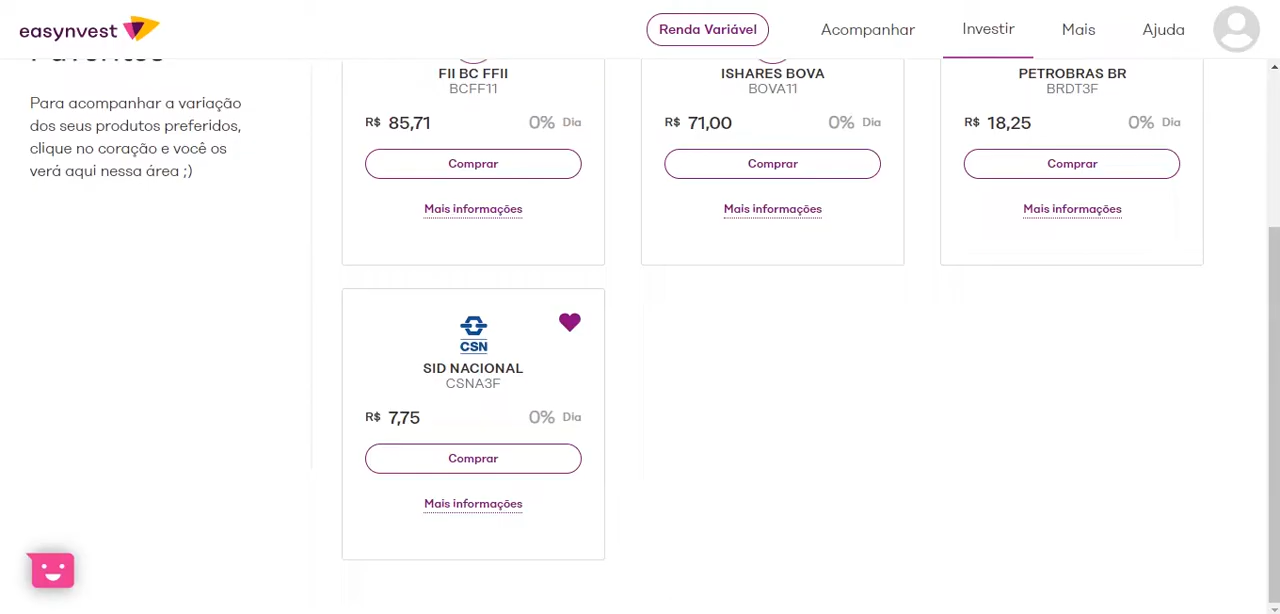 easynvest
Renda Variável
Acompanhar
Investir
Mais
Ajuda
Para acompanhar a variação
dos seus produtos preferidos,
clique no coração e você os
verá aqui nessa área ;)
FII BC FFII
BCFF11
R$ 85,71 0% Dia
Comprar
Mais informações
ISHARES BOVA
BOVA11
R$ 71,00 0% Dia
Comprar
Mais informações
PETROBRAS BR
BRDT3F
R$ 18,25 0% Dia
Comprar
Mais informações
CSN
SID NACIONAL
CSNA3F
R$ 7,75 0% Dia
Comprar
Mais informações